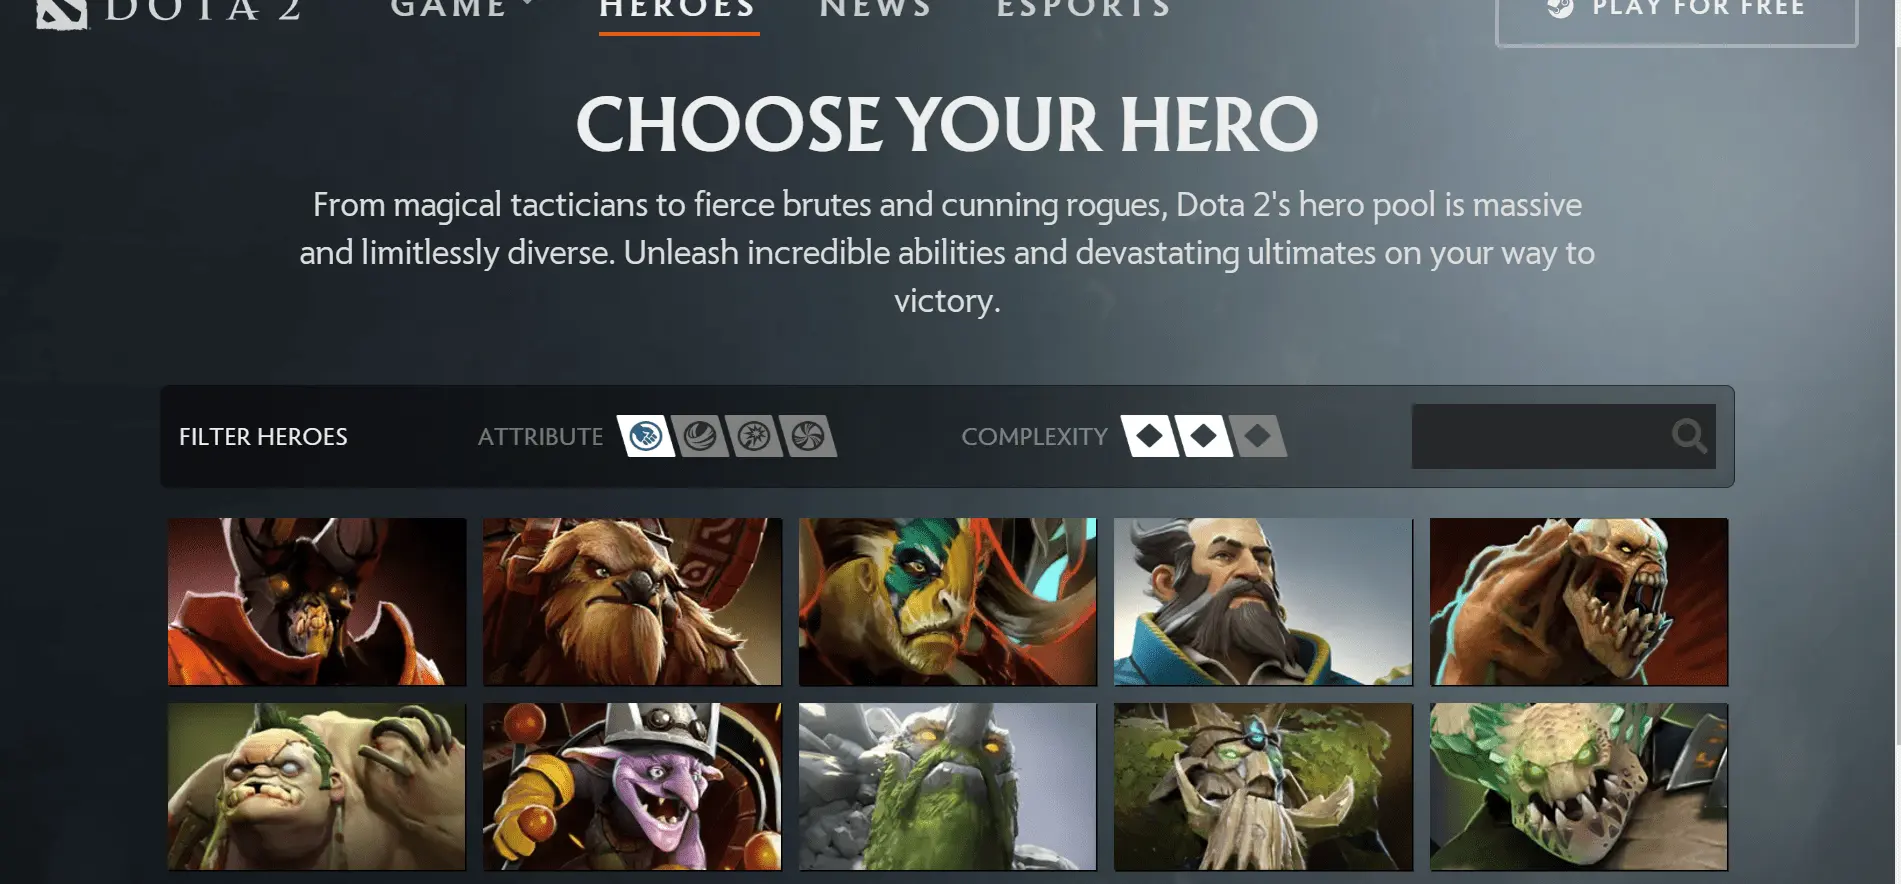 DOTA 2 GAME HEROES NEWS ESPORTS PLAY FOR FREE
CHOOSE YOUR HERO
From magical tacticians to fierce brutes and cunning rogues, Dota 2's hero pool is massive
and limitlessly diverse. Unleash incredible abilities and devastating ultimates on your way to
victory.
FILTER HEROES ATTRIBUTE COMPLEXITY